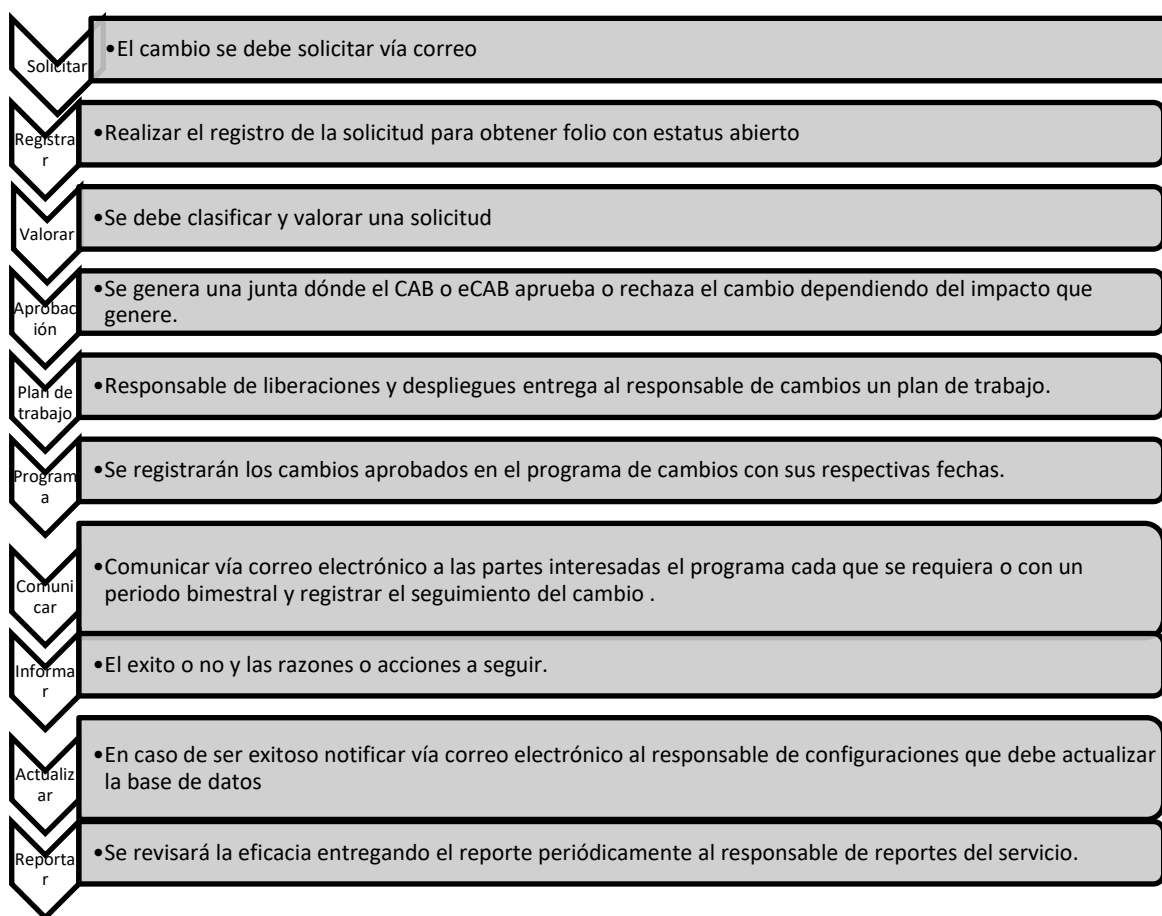 Solicitar
•El cambio se debe solicitar vía correo
Registra
r
•Realizar el registro de la solicitud para obtener folio con estatus abierto
Valorar
•Se debe clasificar y valorar una solicitud
Aprobac
ión
•Se genera una junta dónde el CAB o eCAB aprueba o rechaza el cambio dependiendo del impacto que
genere.
Plan de
trabajo
•Responsable de liberaciones y despliegues entrega al responsable de cambios un plan de trabajo.
Program
a
•Se registrarán los cambios aprobados en el programa de cambios con sus respectivas fechas.
Comuni
car
•Comunicar vía correo electrónico a las partes interesadas el programa cada que se requiera o con un
periodo bimestral y registrar el seguimiento del cambio .
Informa
r
•El exito o no y las razones o acciones a seguir.
Actualiz
ar
•En caso de ser exitoso notificar vía correo electrónico al responsable de configuraciones que debe actualizar
la base de datos
Reporta
r
•Se revisará la eficacia entregando el reporte periódicamente al responsable de reportes del servicio.